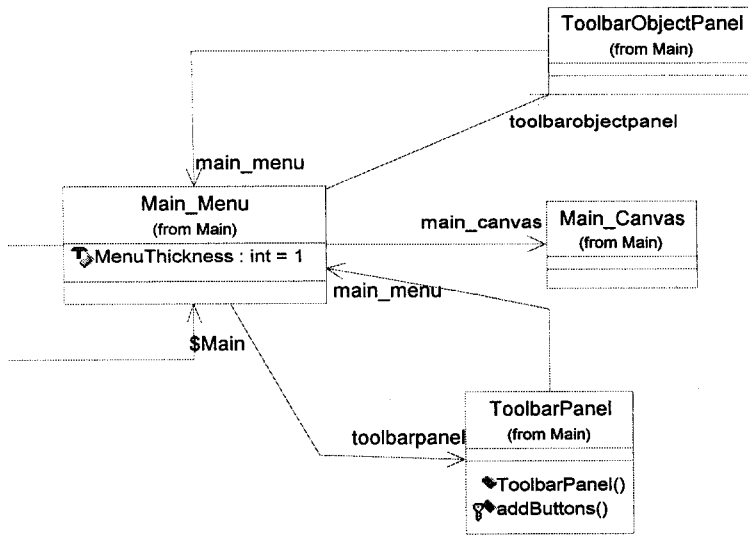 ToolbarObjectPanel
(from Main)
toolbarobjectpanel
main_menu
Main_Menu
(from Main)
MenuThickness : int = 1
main_canvas
Main_Canvas
(from Main)
main_menu
$Main
toolbarpanel
ToolbarPanel
(from Main)
ToolbarPanel()
addButtons()